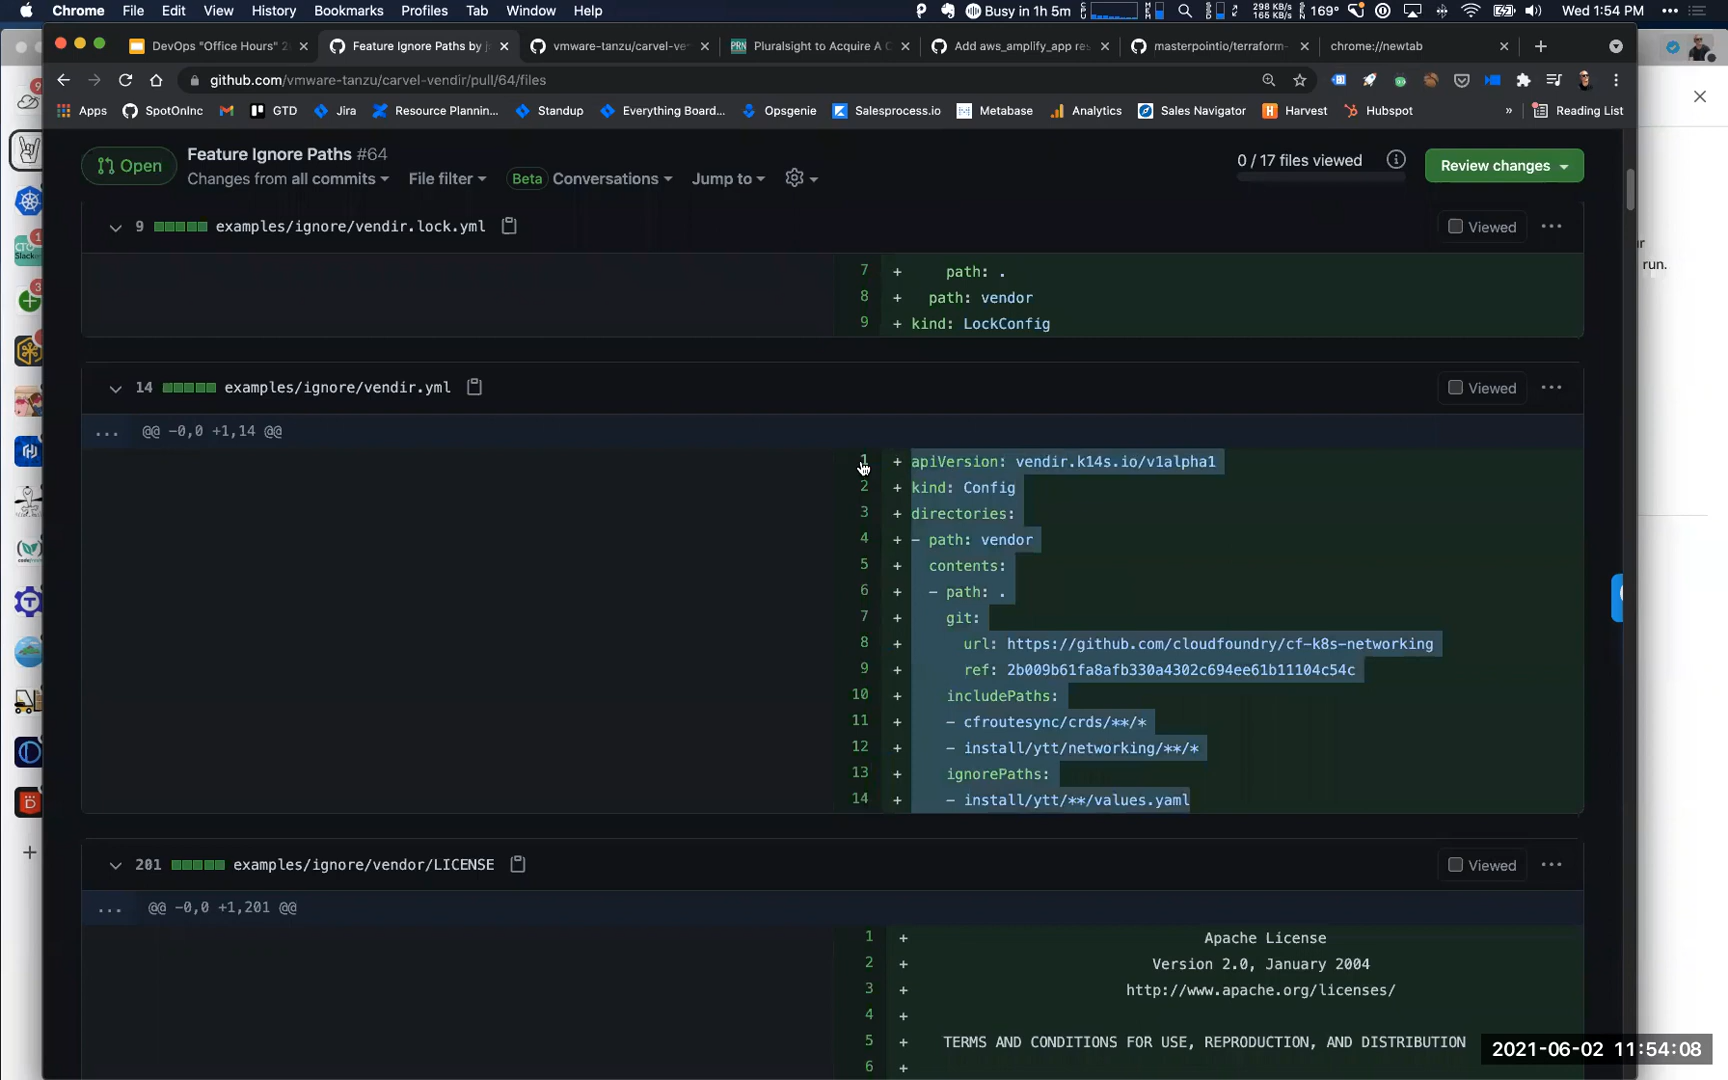 Chrome File Edit View History Bookmarks Profiles Tab Window Help
Busy in 1h 5m
298 KB/s
165 KB/s
169°
Wed 1:54 PM
DevOps "Office Hours" 2
Feature Ignore Paths by j
vmware-tanzu/carvel-ve
Pluralsight to Acquire A C
Add aws_amplify_app re
masterpointio/terraform-
chrome://newtab
github.com/vmware-tanzu/carvel-vendir/pull/64/files
Apps SpotOnInc GTD Jira Resource Plannin... Standup Everything Board... Opsgenie Salesprocess.io Metabase Analytics Sales Navigator Harvest Hubspot » Reading List
Open
Feature Ignore Paths #64
Changes from all commits File filter Beta Conversations Jump to
0 / 17 files viewed
Review changes
9 examples/ignore/vendir.lock.yml
Viewed
7 + path: .
8 + path: vendor
9 + kind: LockConfig
14 examples/ignore/vendir.yml
Viewed
... @@ -0,0 +1,14 @@
1 + apiVersion: vendir.k14s.io/v1alpha1
2 + kind: Config
3 + directories:
4 + - path: vendor
5 + contents:
6 + - path: .
7 + git:
8 + url: https://github.com/cloudfoundry/cf-k8s-networking
9 + ref: 2b009b61fa8afb330a4302c694ee61b11104c54c
10 + includePaths:
11 + - cfroutesync/crds/**/*
12 + - install/ytt/networking/**/*
13 + ignorePaths:
14 + - install/ytt/**/values.yaml
201 examples/ignore/vendor/LICENSE
Viewed
... @@ -0,0 +1,201 @@
1 + Apache License
2 + Version 2.0, January 2004
3 + http://www.apache.org/licenses/
4 +
5 + TERMS AND CONDITIONS FOR USE, REPRODUCTION, AND DISTRIBUTION
6 +
run.
2021-06-02 11:54:08